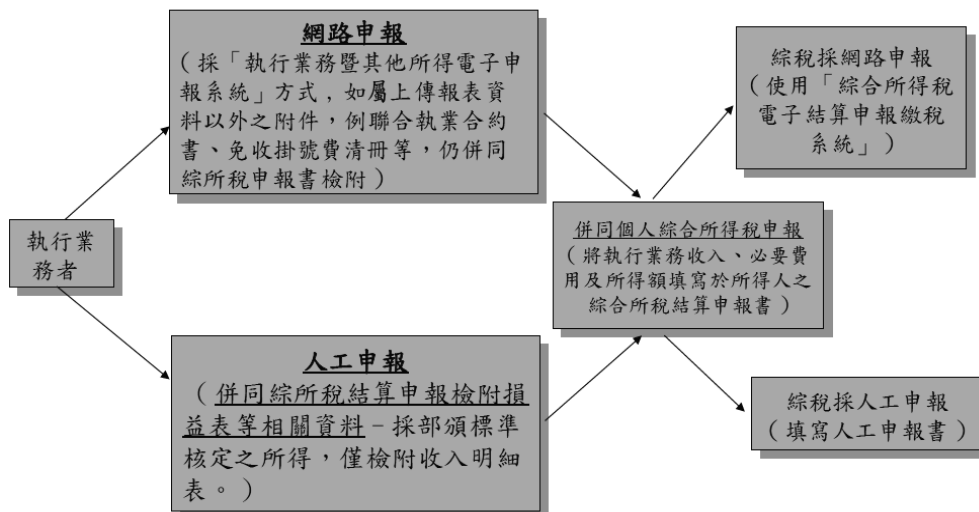 網路申報
（採「執行業務暨其他所得電子申
報系統」方式，如屬上傳報表資
料以外之附件，例聯合執業合約
書、免收掛號費清冊等，仍併同
綜所稅申報書檢附）
綜稅採網路申報
（使用「綜合所得稅
電子結算申報繳稅
系統」）
執行業
務者
併同個人綜合所得稅申報
（將執行業務收入、必要費
用及所得額填寫於所得人之
綜合所稅結算申報書）
人工申報
（併同綜所稅結算申報檢附損
益表等相關資料–採部頒標準
核定之所得，僅檢附收入明細
表。）
綜稅採人工申報
（填寫人工申報書）